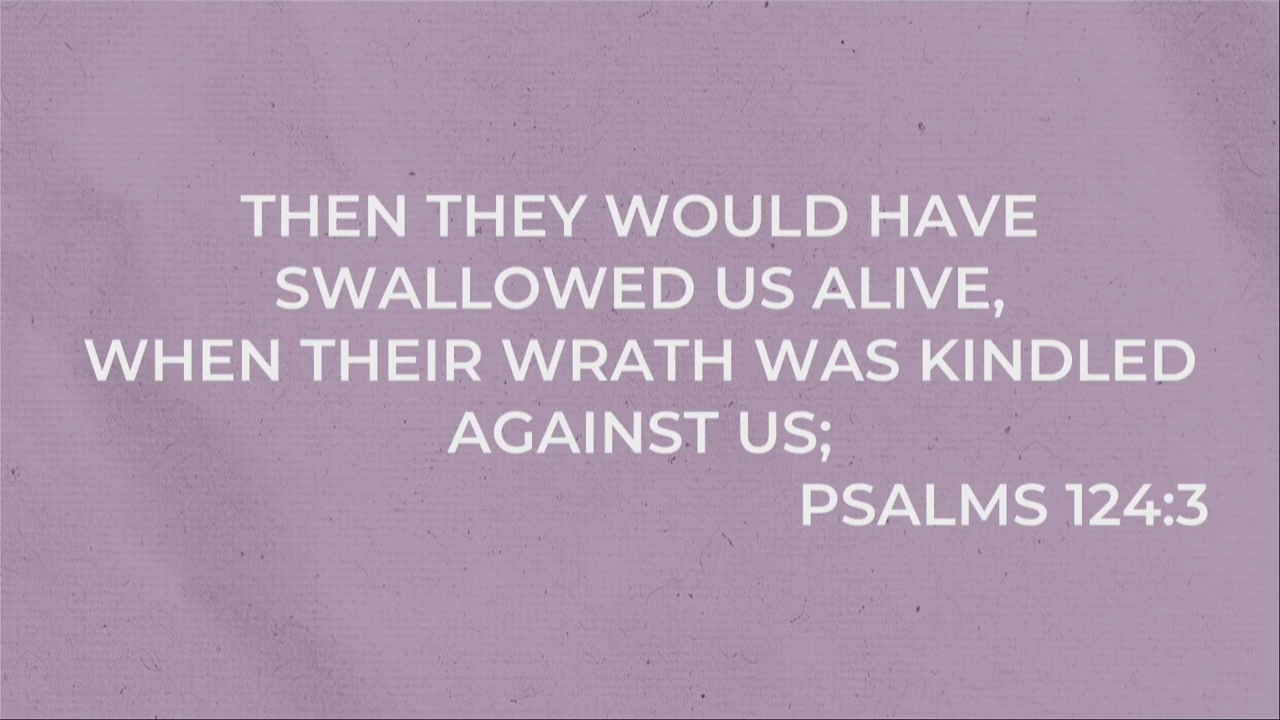 THEN THEY WOULD HAVE
SWALLOWED US ALIVE,
WHEN THEIR WRATH WAS KINDLED
AGAINST US;
PSALMS 124:3